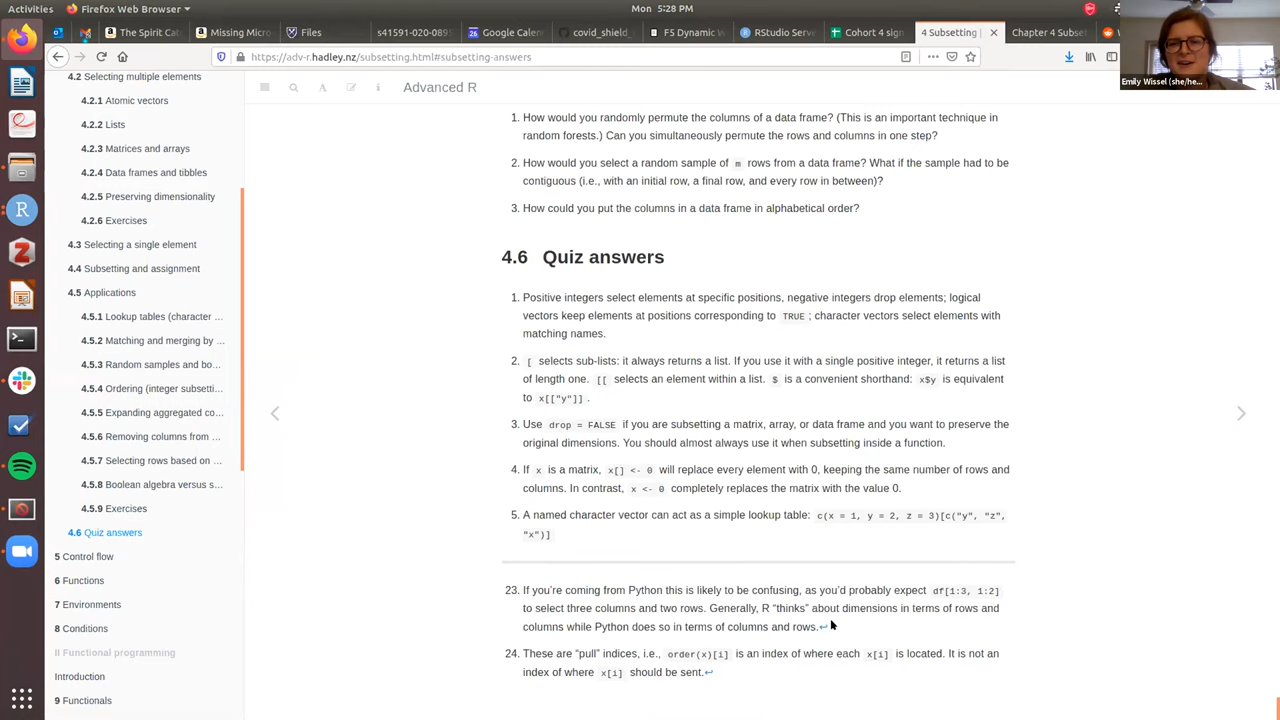 Activities
Firefox Web Browser
Mon 5:28 PM
The Spirit Cat
Missing Micro
Files
s41591-020-0895
Google Calen
covid_shield_
F5 Dynamic W
RStudio Serve
Cohort 4 sign
4 Subsetting |
Chapter 4 Subset
https://adv-r.hadley.nz/subsetting.html#subsetting-answers
Emily Wissel (she/he...
4.2 Selecting multiple elements
4.2.1 Atomic vectors
4.2.2 Lists
4.2.3 Matrices and arrays
4.2.4 Data frames and tibbles
4.2.5 Preserving dimensionality
4.2.6 Exercises
4.3 Selecting a single element
4.4 Subsetting and assignment
4.5 Applications
4.5.1 Lookup tables (character ...
4.5.2 Matching and merging by ...
4.5.3 Random samples and bo...
4.5.4 Ordering (integer subsetti...
4.5.5 Expanding aggregated co...
4.5.6 Removing columns from ...
4.5.7 Selecting rows based on ...
4.5.8 Boolean algebra versus s...
4.5.9 Exercises
4.6 Quiz answers
5 Control flow
6 Functions
7 Environments
8 Conditions
II Functional programming
Introduction
9 Functionals
Advanced R
1. How would you randomly permute the columns of a data frame? (This is an important technique in
random forests.) Can you simultaneously permute the rows and columns in one step?
2. How would you select a random sample of m rows from a data frame? What if the sample had to be
contiguous (i.e., with an initial row, a final row, and every row in between)?
3. How could you put the columns in a data frame in alphabetical order?
4.6 Quiz answers
1. Positive integers select elements at specific positions, negative integers drop elements; logical
vectors keep elements at positions corresponding to TRUE ; character vectors select elements with
matching names.
2. [ selects sub-lists: it always returns a list. If you use it with a single positive integer, it returns a list
of length one. [[ selects an element within a list. $ is a convenient shorthand: x$y is equivalent
to x[["y"]] .
3. Use drop = FALSE if you are subsetting a matrix, array, or data frame and you want to preserve the
original dimensions. You should almost always use it when subsetting inside a function.
4. If x is a matrix, x[] <- 0 will replace every element with 0, keeping the same number of rows and
columns. In contrast, x <- 0 completely replaces the matrix with the value 0.
5. A named character vector can act as a simple lookup table: c(x = 1, y = 2, z = 3)[c("y", "z",
"x")]
23. If you’re coming from Python this is likely to be confusing, as you’d probably expect df[1:3, 1:2]
to select three columns and two rows. Generally, R “thinks” about dimensions in terms of rows and
columns while Python does so in terms of columns and rows.↩
24. These are “pull” indices, i.e., order(x)[i] is an index of where each x[i] is located. It is not an
index of where x[i] should be sent.↩